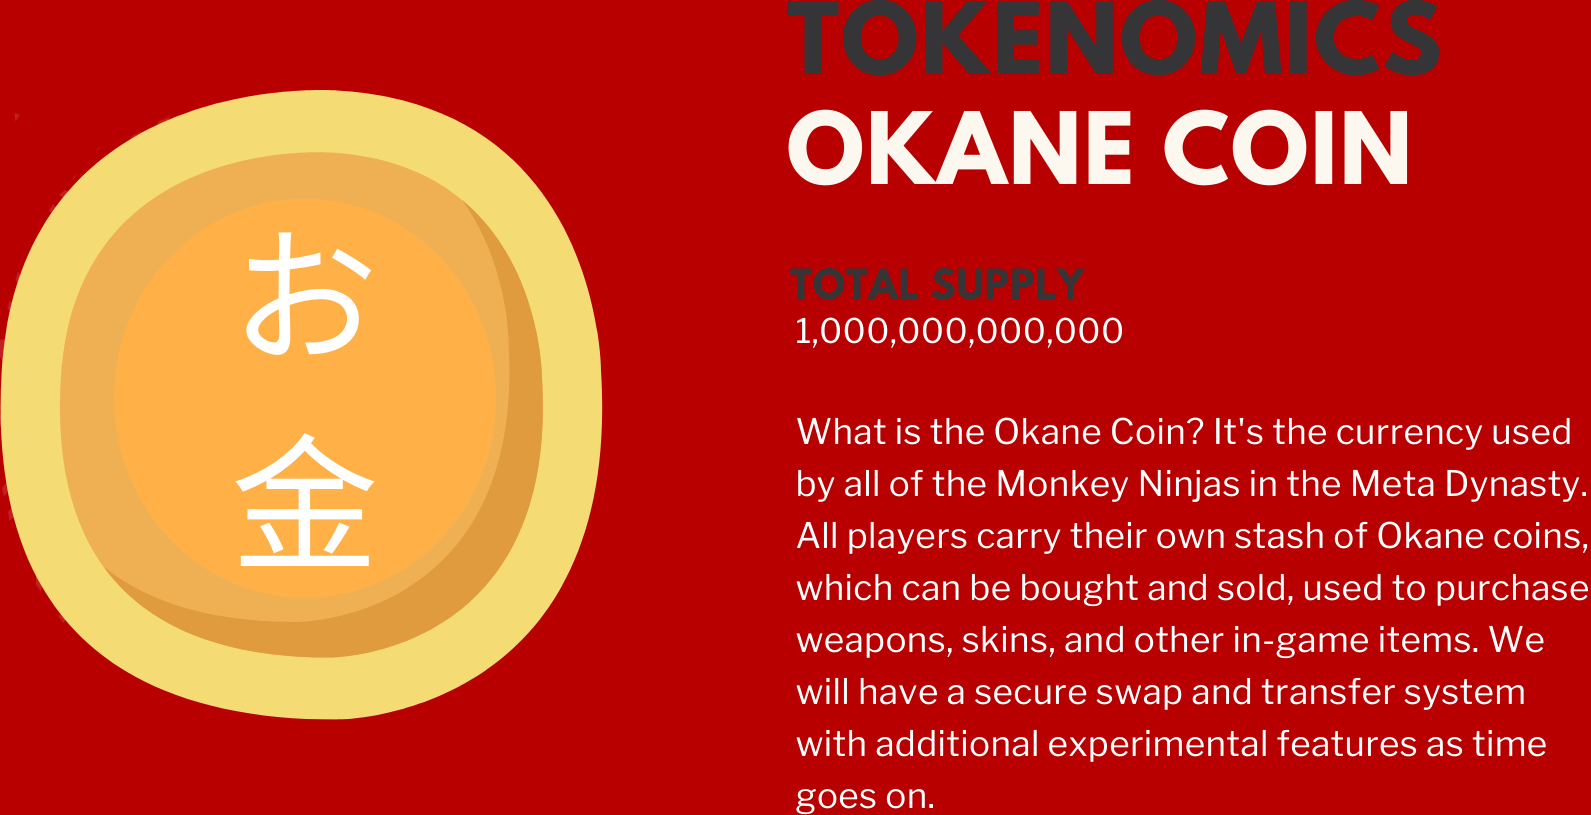 TOKENOMICS
OKANE COIN
お
金
TOTAL SUPPLY
1,000,000,000,000
What is the Okane Coin? It's the currency used
by all of the Monkey Ninjas in the Meta Dynasty.
All players carry their own stash of Okane coins,
which can be bought and sold, used to purchase
weapons, skins, and other in-game items. We
will have a secure swap and transfer system
with additional experimental features as time
goes on.